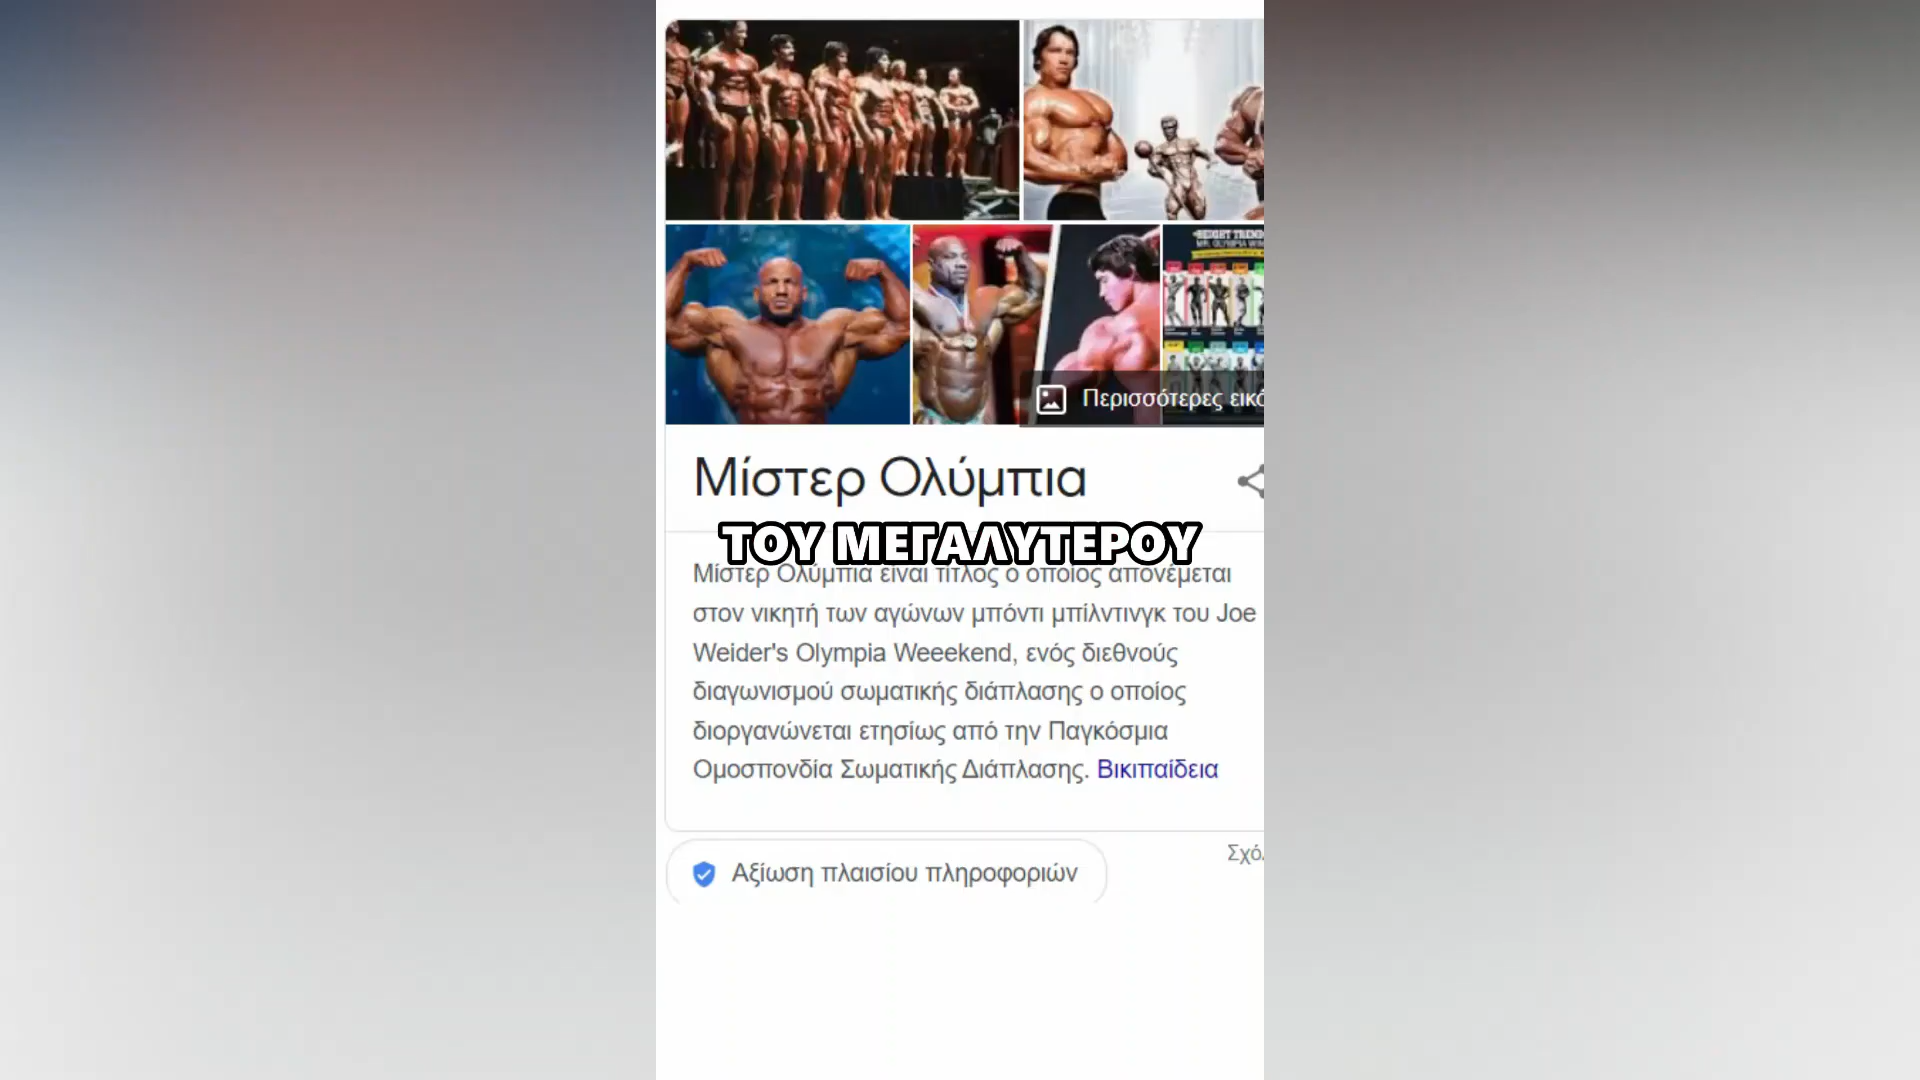 Περισσότερες
Μίστερ Ολύμπια
ΤΟΥ ΜΕΓΑΛΥΤΕΡΟΥ
Μίστερ Ολύμπια είναι τίτλος ο οποίος απονέμεται
στον νικητή των αγώνων μπόντι μπίλντινγκ του Joe
Weider's Olympia Weeekend, ενός διεθνούς
διαγωνισμού σωματικής διάπλασης ο οποίος
διοργανώνεται ετησίως από την Παγκόσμια
Ομοσπονδία Σωματικής Διάπλασης. Βικιπαίδεια
Αξίωση πλαισίου πληροφοριών